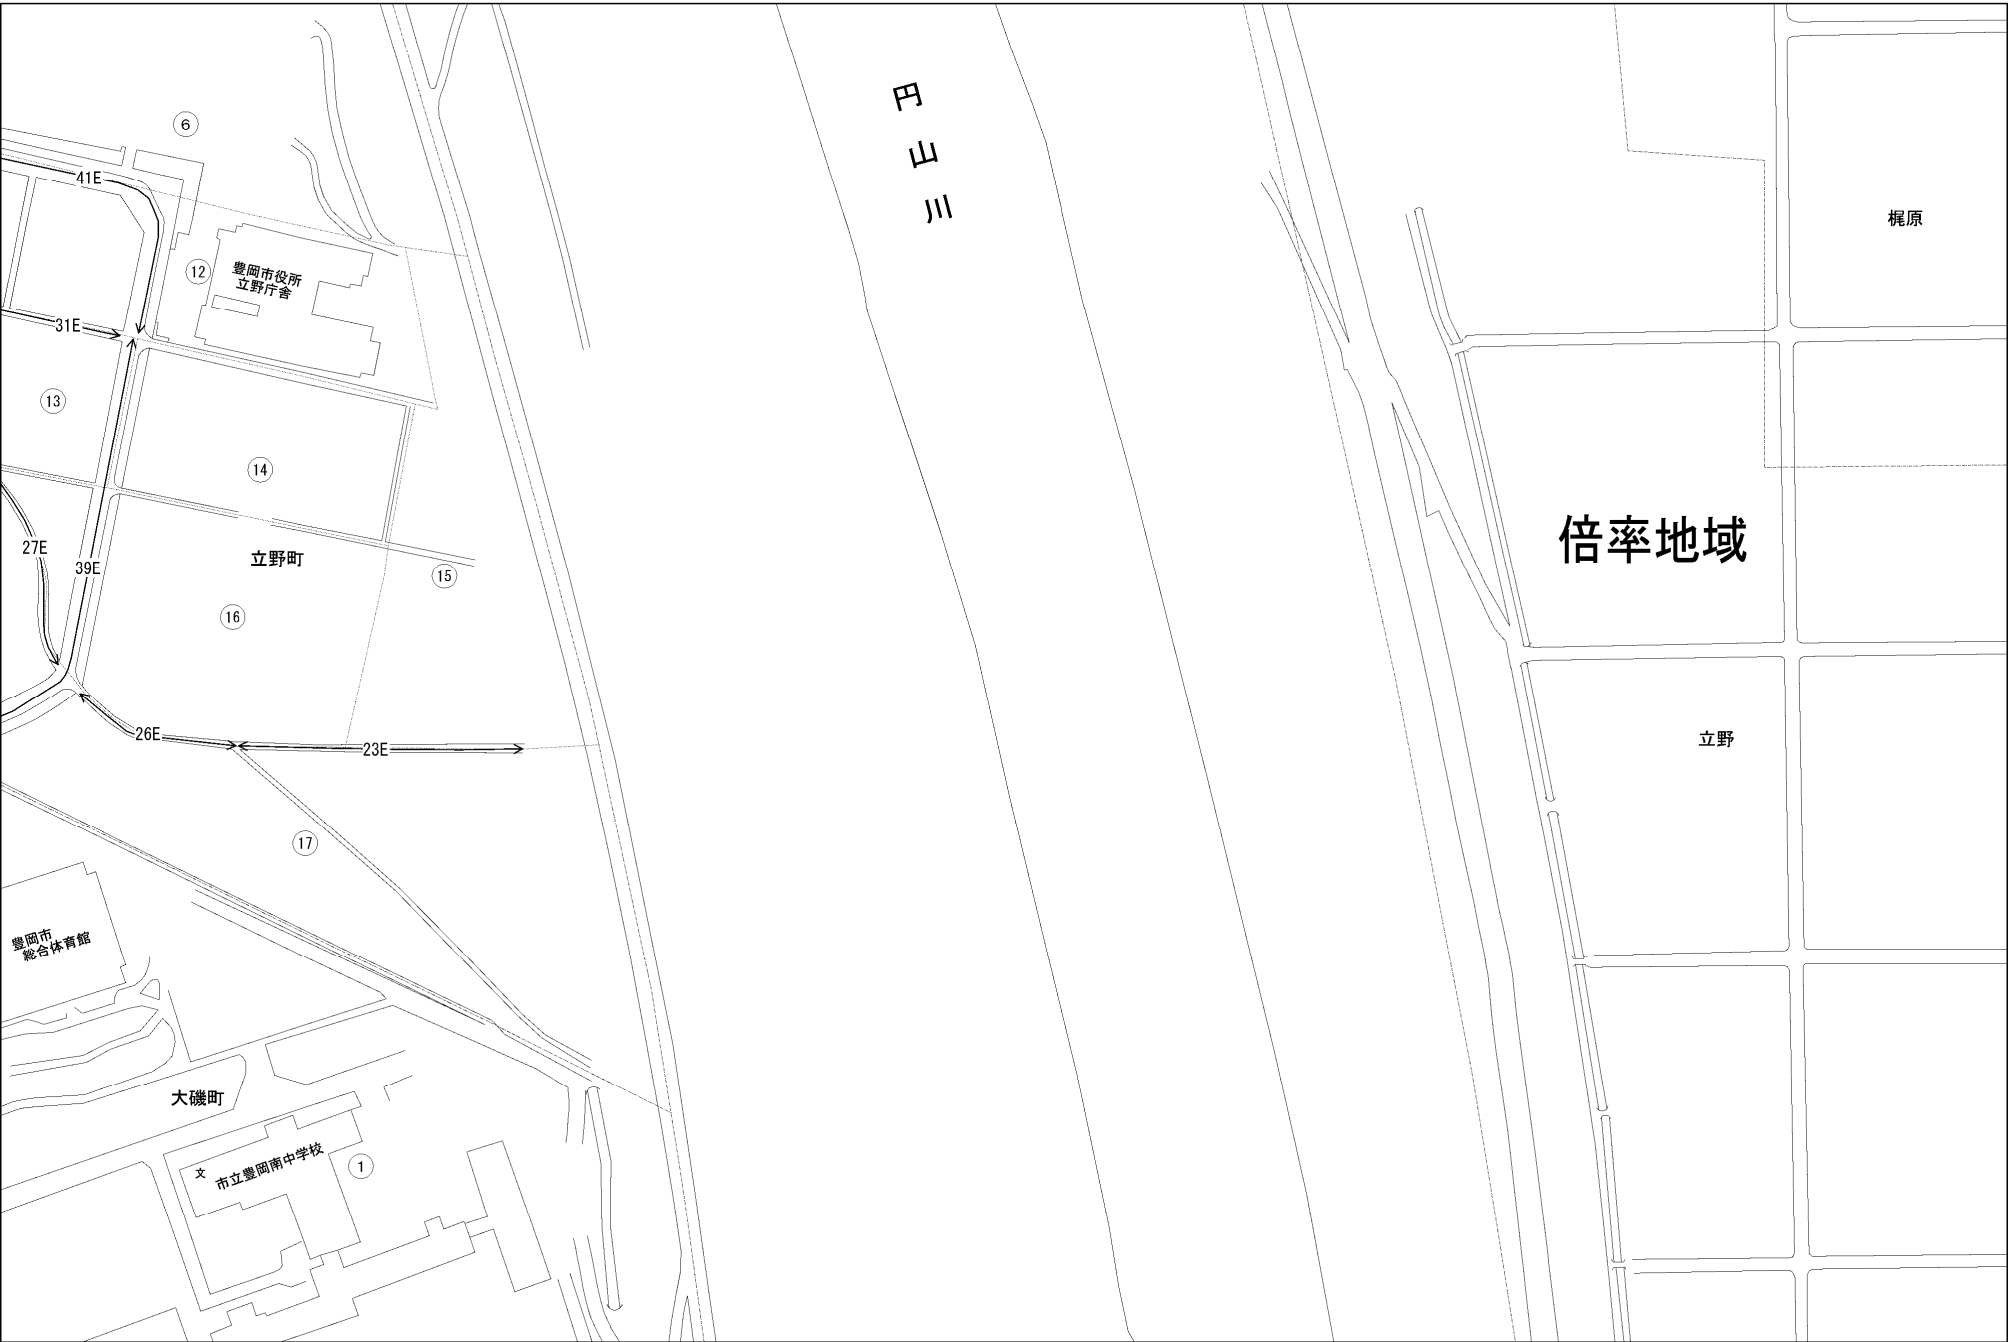 円山川
6
41E
梶原
12
豊岡市役所
立野庁舎
31E
13
14
倍率地域
27E
立野町
39E
15
16
26E
23E
立野
17
豊岡市
総合体育館
大磯町
文
市立豊岡南中学校
1